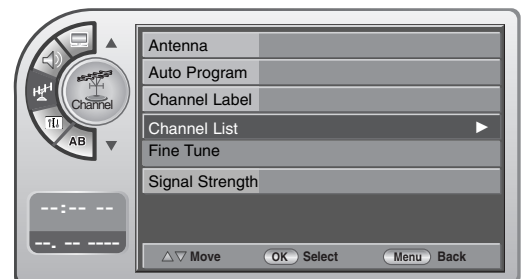 Antenna
Auto Program
Channel Label
Channel List ►
Fine Tune
Signal Strength
Channel
AB
--:-- --
--. -- ----
△▽ Move OK Select Menu Back